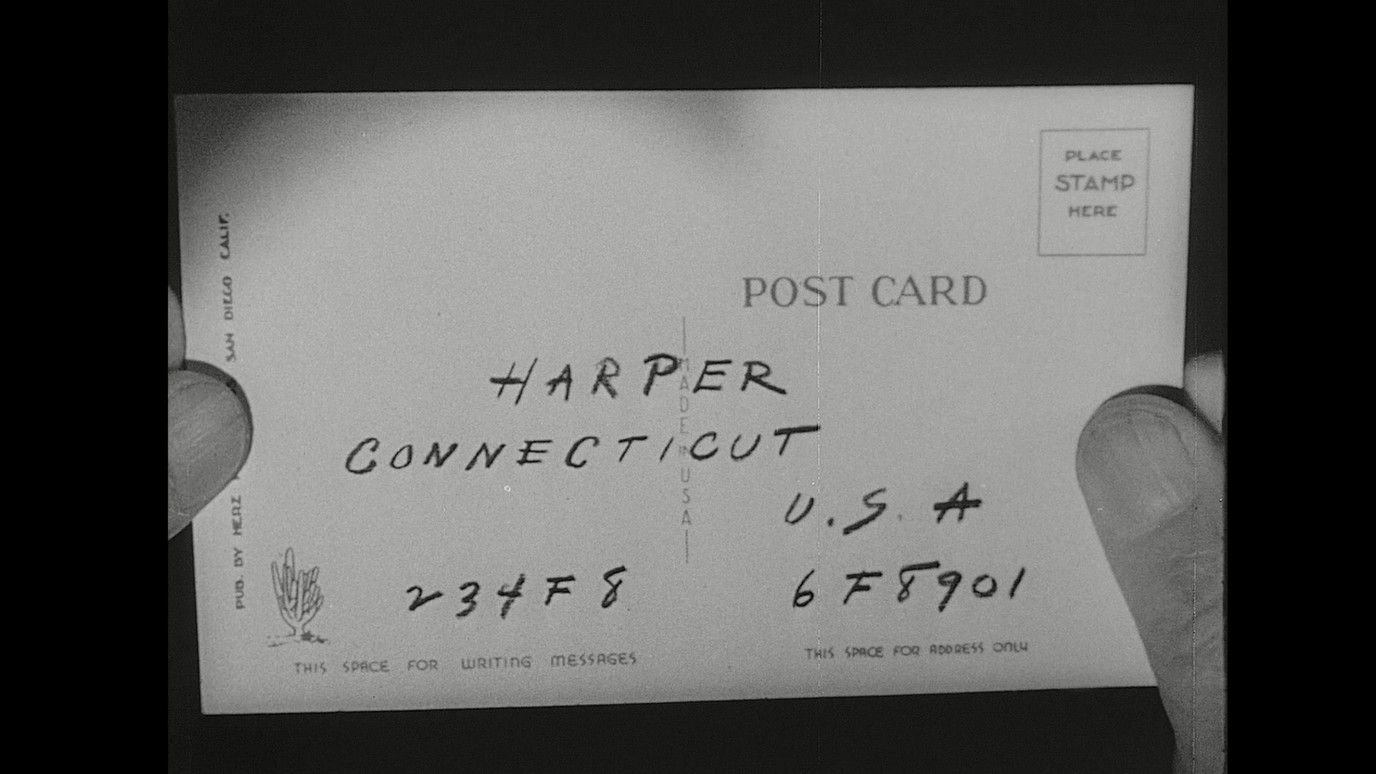 PLACE
STAMP
HERE
POST CARD
HARPER
CONNECTICUT
U.S.A
234F8
6F8901
MADE IN USA
THIS SPACE FOR WRITING MESSAGES
THIS SPACE FOR ADDRESS ONLY
PUB. BY HERZ
SAN DIEGO CALIF.